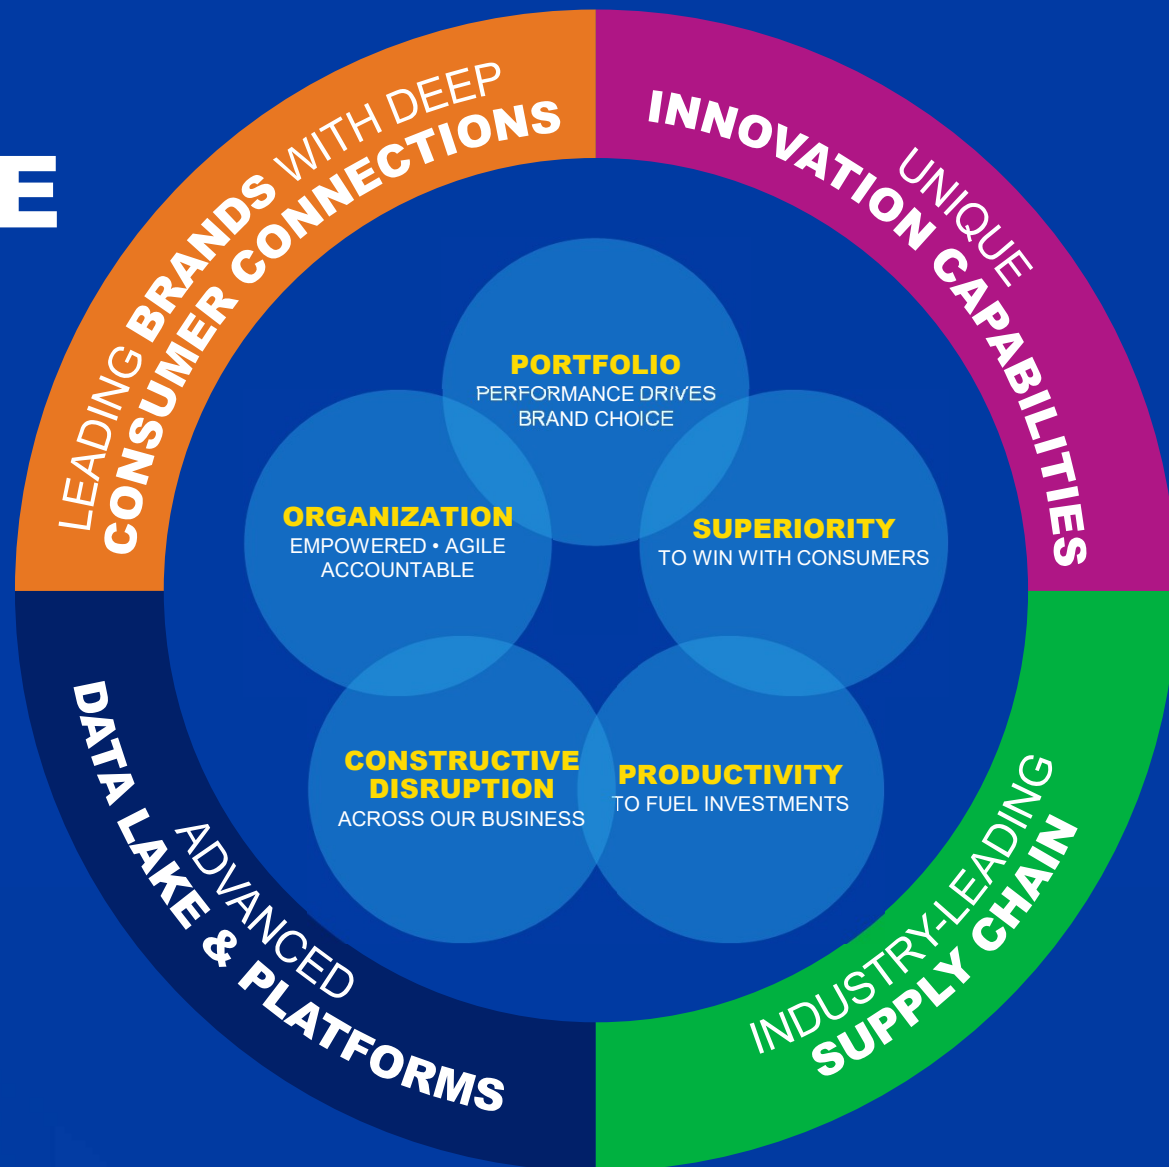 E
LEADING BRANDS WITH DEEP
CONSUMER CONNECTIONS
UNIQUE
INNOVATION CAPABILITIES
PORTFOLIO
PERFORMANCE DRIVES
BRAND CHOICE
ORGANIZATION
EMPOWERED • AGILE
ACCOUNTABLE
SUPERIORITY
TO WIN WITH CONSUMERS
CONSTRUCTIVE
DISRUPTION
ACROSS OUR BUSINESS
PRODUCTIVITY
TO FUEL INVESTMENTS
ADVANCED
DATA LAKE & PLATFORMS
INDUSTRY-LEADING
SUPPLY CHAIN